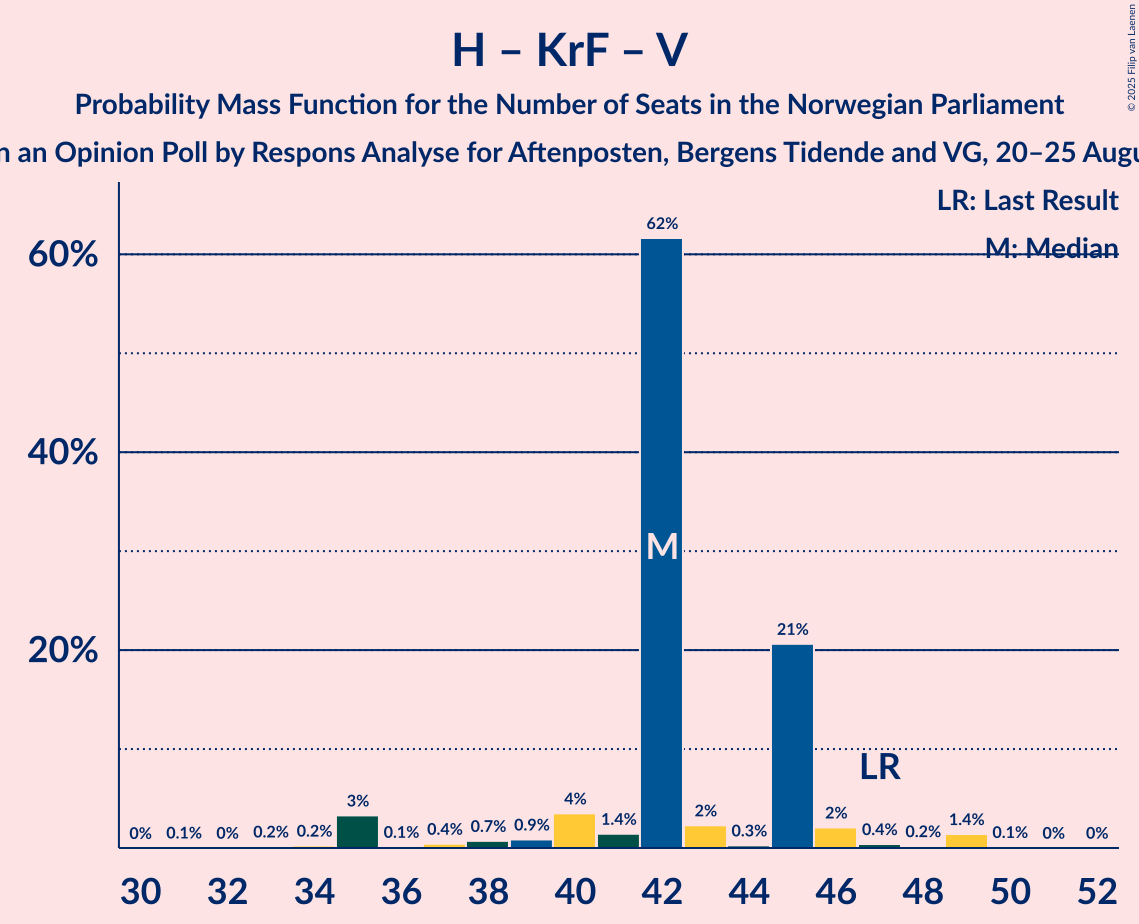 H – KrF – V
Probability Mass Function for the Number of Seats in the Norwegian Parliament
an Opinion Poll by Respons Analyse for Aftenposten, Bergens Tidende and VG, 20–25
© 2025 Filip van Laenen
LR: Last Result
M: Median
60%
40%
20%
62%
M
21%
LR
0% 0.1% 0% 0.2% 0.2% 3% 0.1% 0.4% 0.7% 0.9% 4% 1.4% 2% 0.3% 2% 0.4% 0.2% 1.4% 0.1% 0% 0%
30 32 34 36 38 40 42 44 46 48 50 52